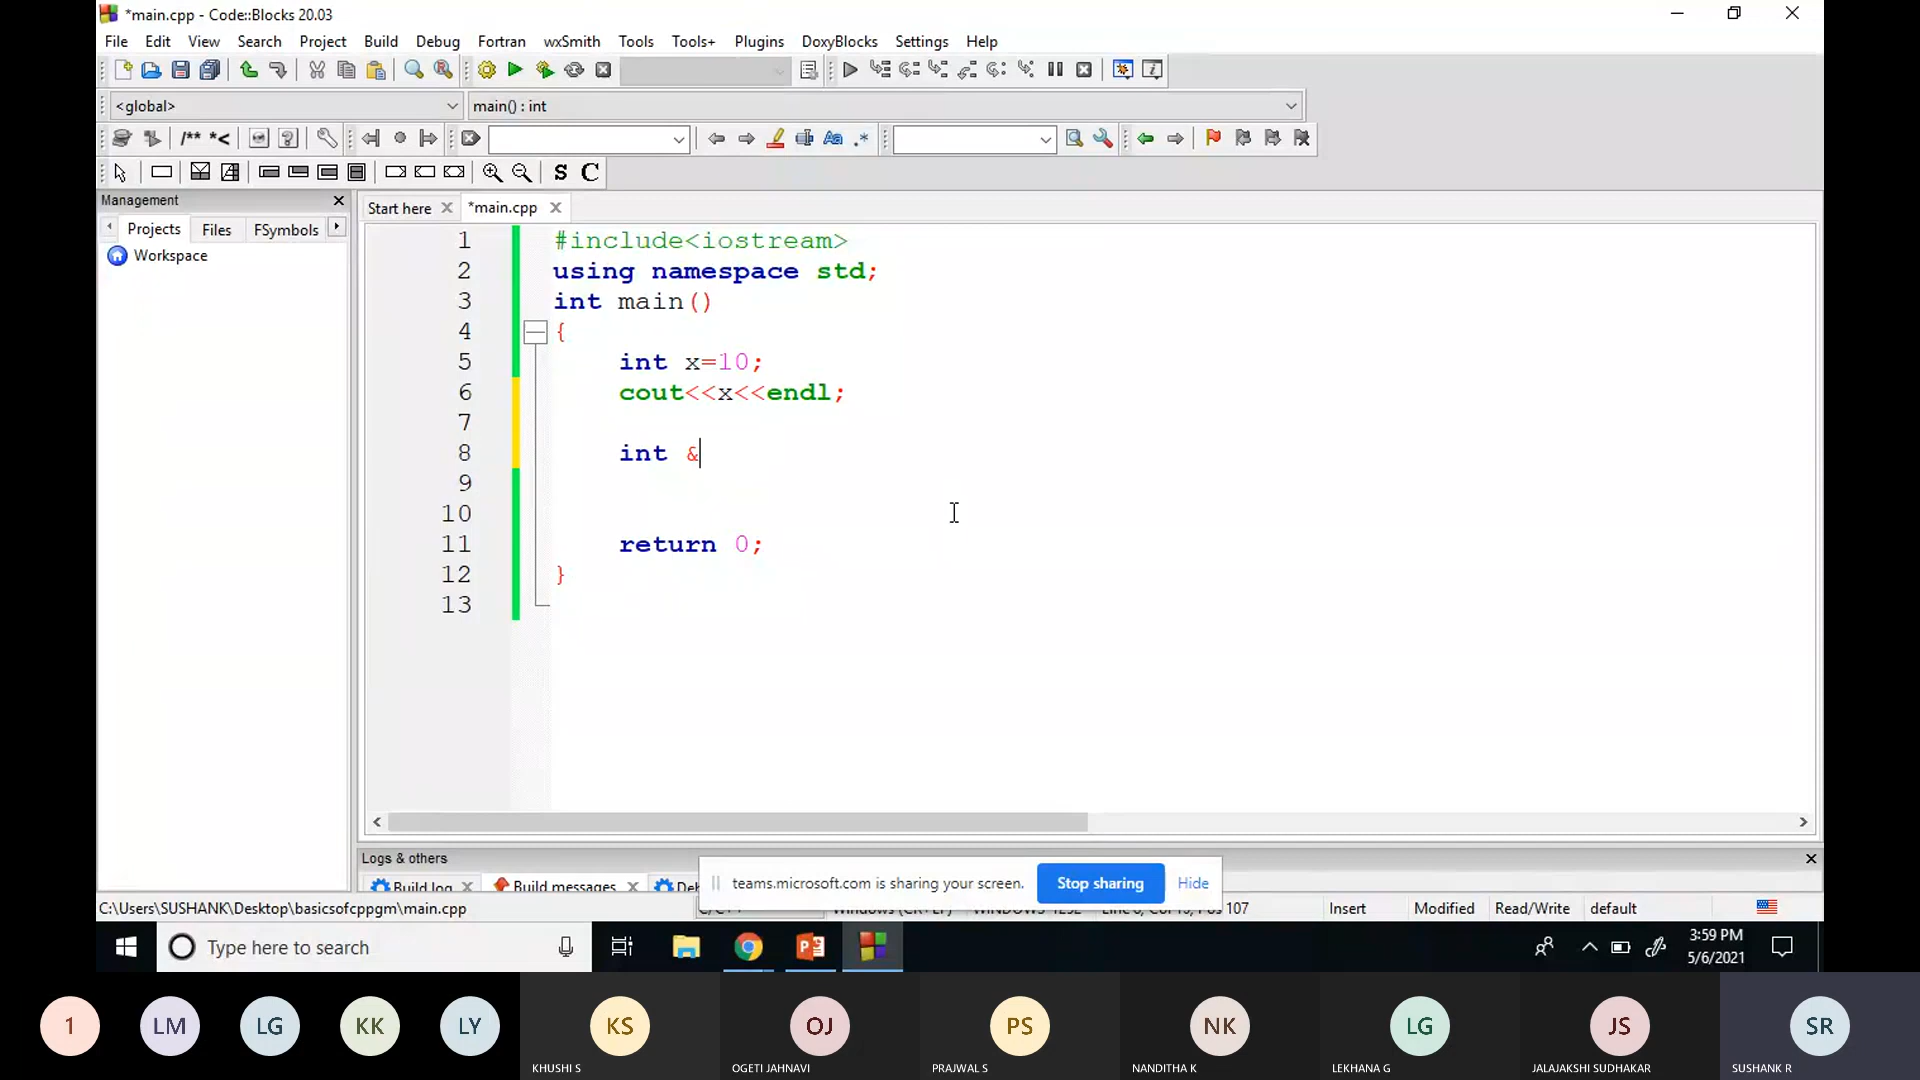 *main.cpp - Code::Blocks 20.03
File Edit View Search Project Build Debug Fortran wxSmith Tools Tools+ Plugins DoxyBlocks Settings Help
<global> main() : int
/** *<
Aa .*
S C
Management
Projects Files FSymbols
Workspace
Start here *main.cpp
1 #include<iostream>
2 using namespace std;
3 int main()
4 {
5 int x=10;
6 cout<<x<<endl;
7
8 int &
9
10
11 return 0;
12 }
13
Logs & others
Build log Build messages
teams.microsoft.com is sharing your screen. Stop sharing Hide
C:\Users\SUSHANK\Desktop\basicsofcppgm\main.cpp Insert Modified Read/Write default
Type here to search
3:59 PM
5/6/2021
1 LM LG KK LY KS OJ PS NK LG JS SR
KHUSHI S OGETI JAHNAVI PRAJWAL S NANDITHA K LEKHANA G JALAJAKSHI SUDHAKAR SUSHANK R